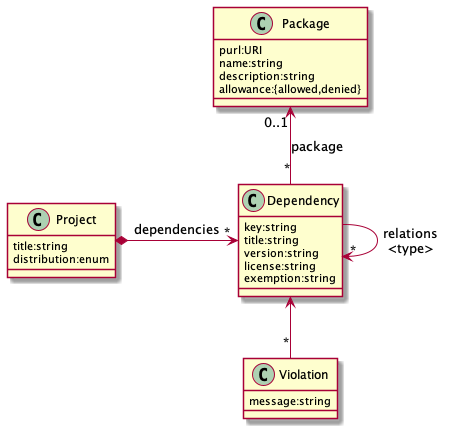 C Package
purl:URI
name:string
description:string
allowance:{allowed,denied}
0..1
package
*
C Dependency
key:string
title:string
version:string
license:string
exemption:string
C Project
title:string
distribution:enum
dependencies *
relations
<type>
*
*
C Violation
message:string